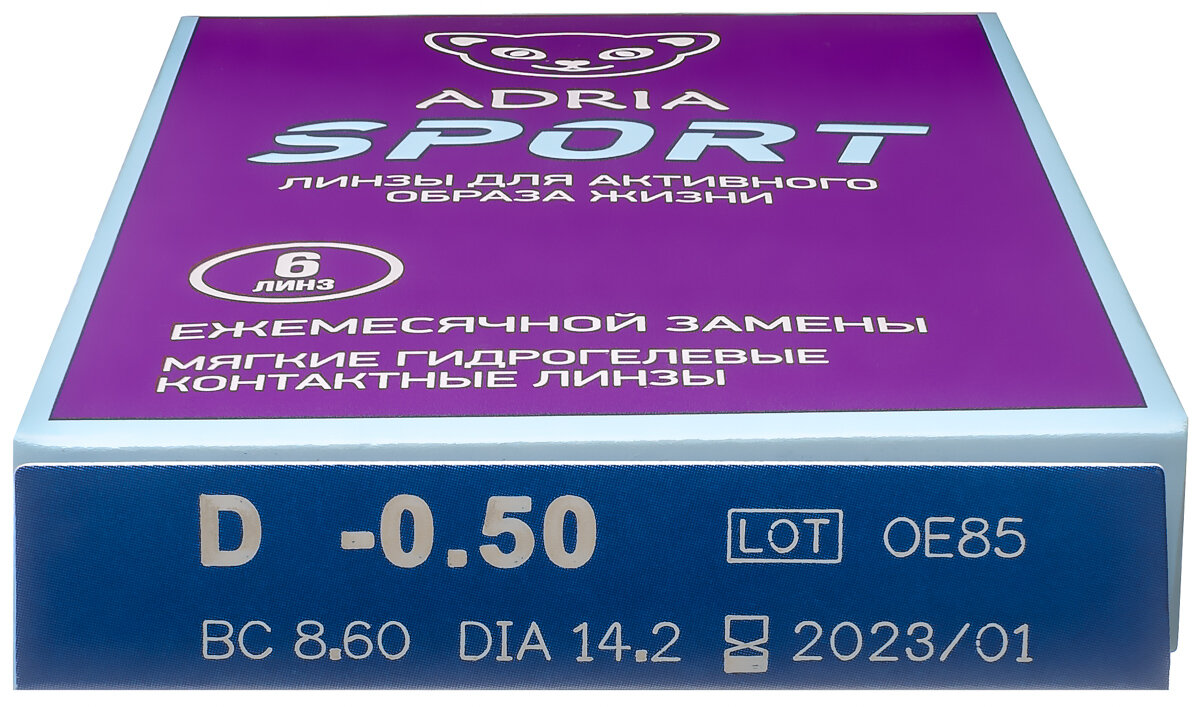 ADRIA
SPORT
ЛИНЗЫ ДЛЯ АКТИВНОГО
ОБРАЗА ЖИЗНИ
6
ЛИНЗ
ЕЖЕМЕСЯЧНОЙ ЗАМЕНЫ
МЯГКИЕ ГИДРОГЕЛЕВЫЕ
КОНТАКТНЫЕ ЛИНЗЫ
D -0.50 LOT OE85
BC 8.60 DIA 14.2 2023/01